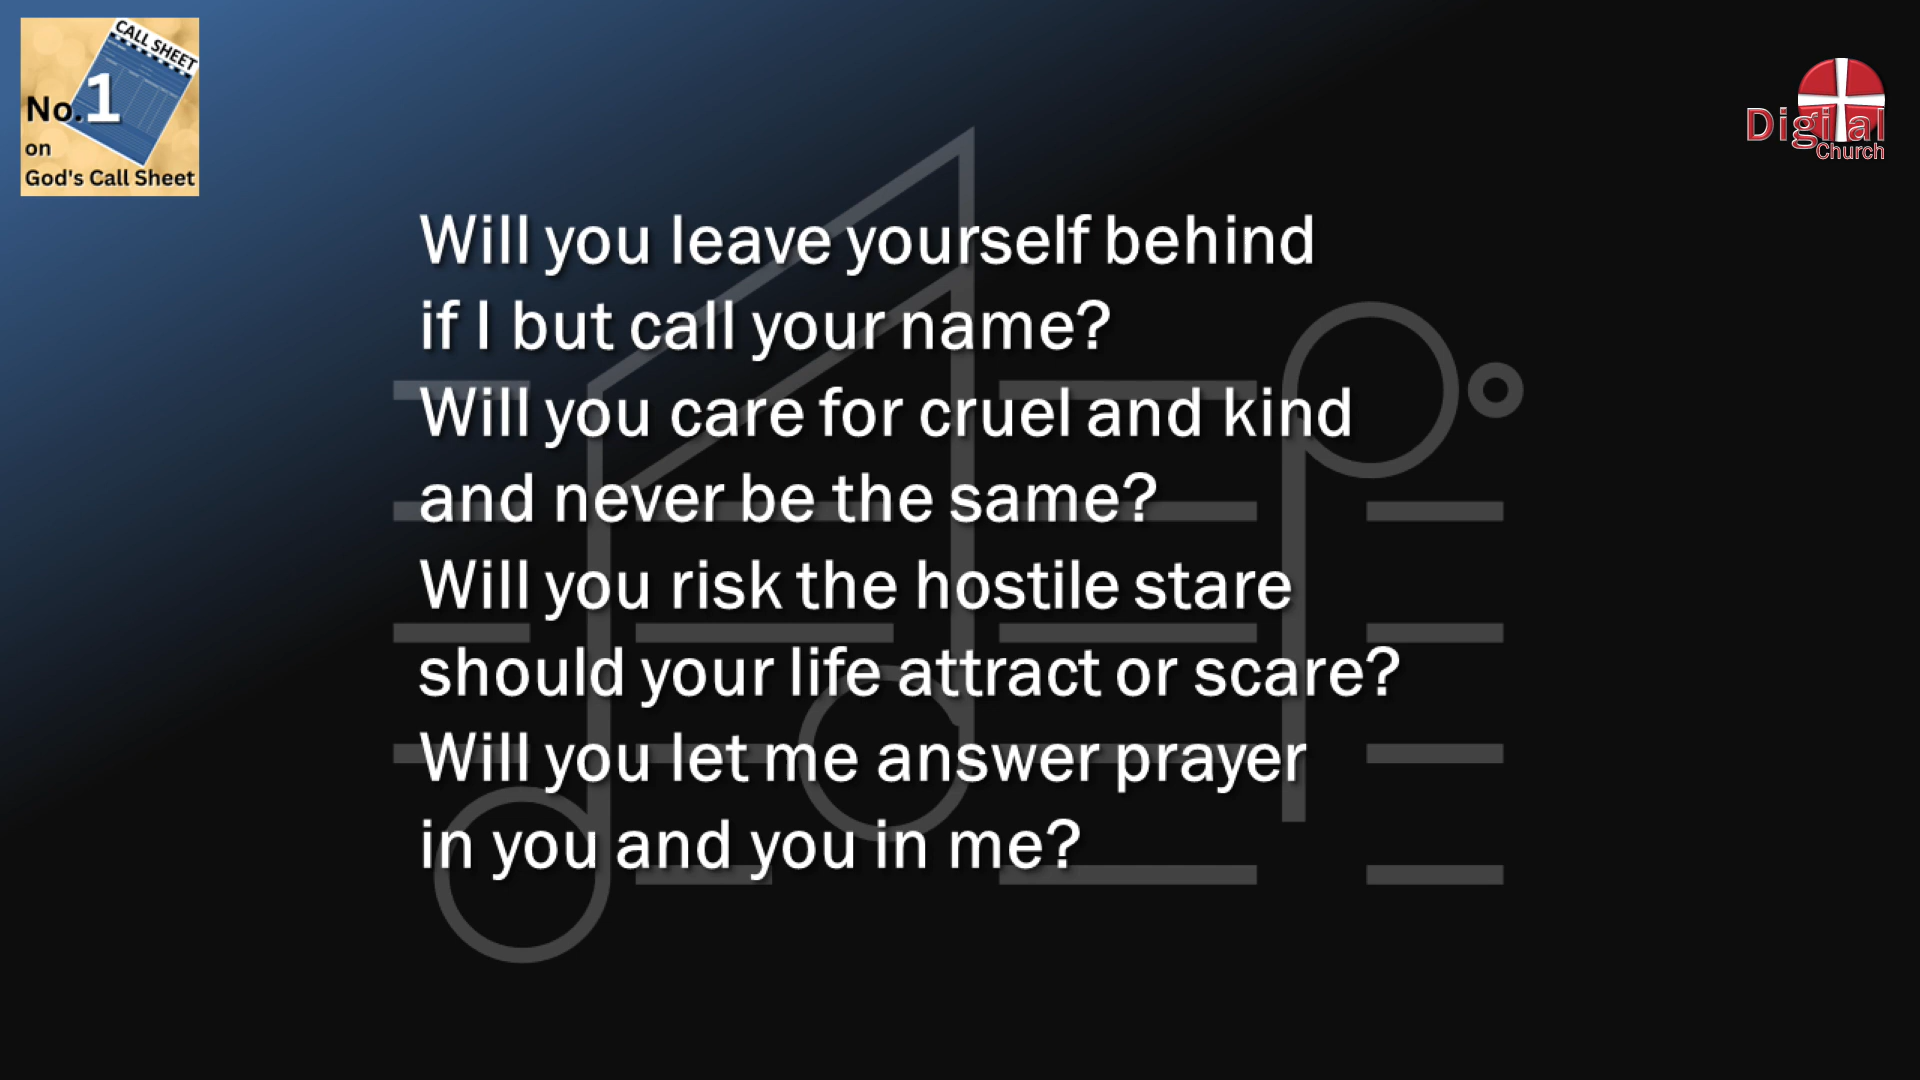 CALL SHEET
No.1
on
God's Call Sheet
Digital
Church
Will you leave yourself behind
if I but call your name?
Will you care for cruel and kind
and never be the same?
Will you risk the hostile stare
should your life attract or scare?
Will you let me answer prayer
in you and you in me?